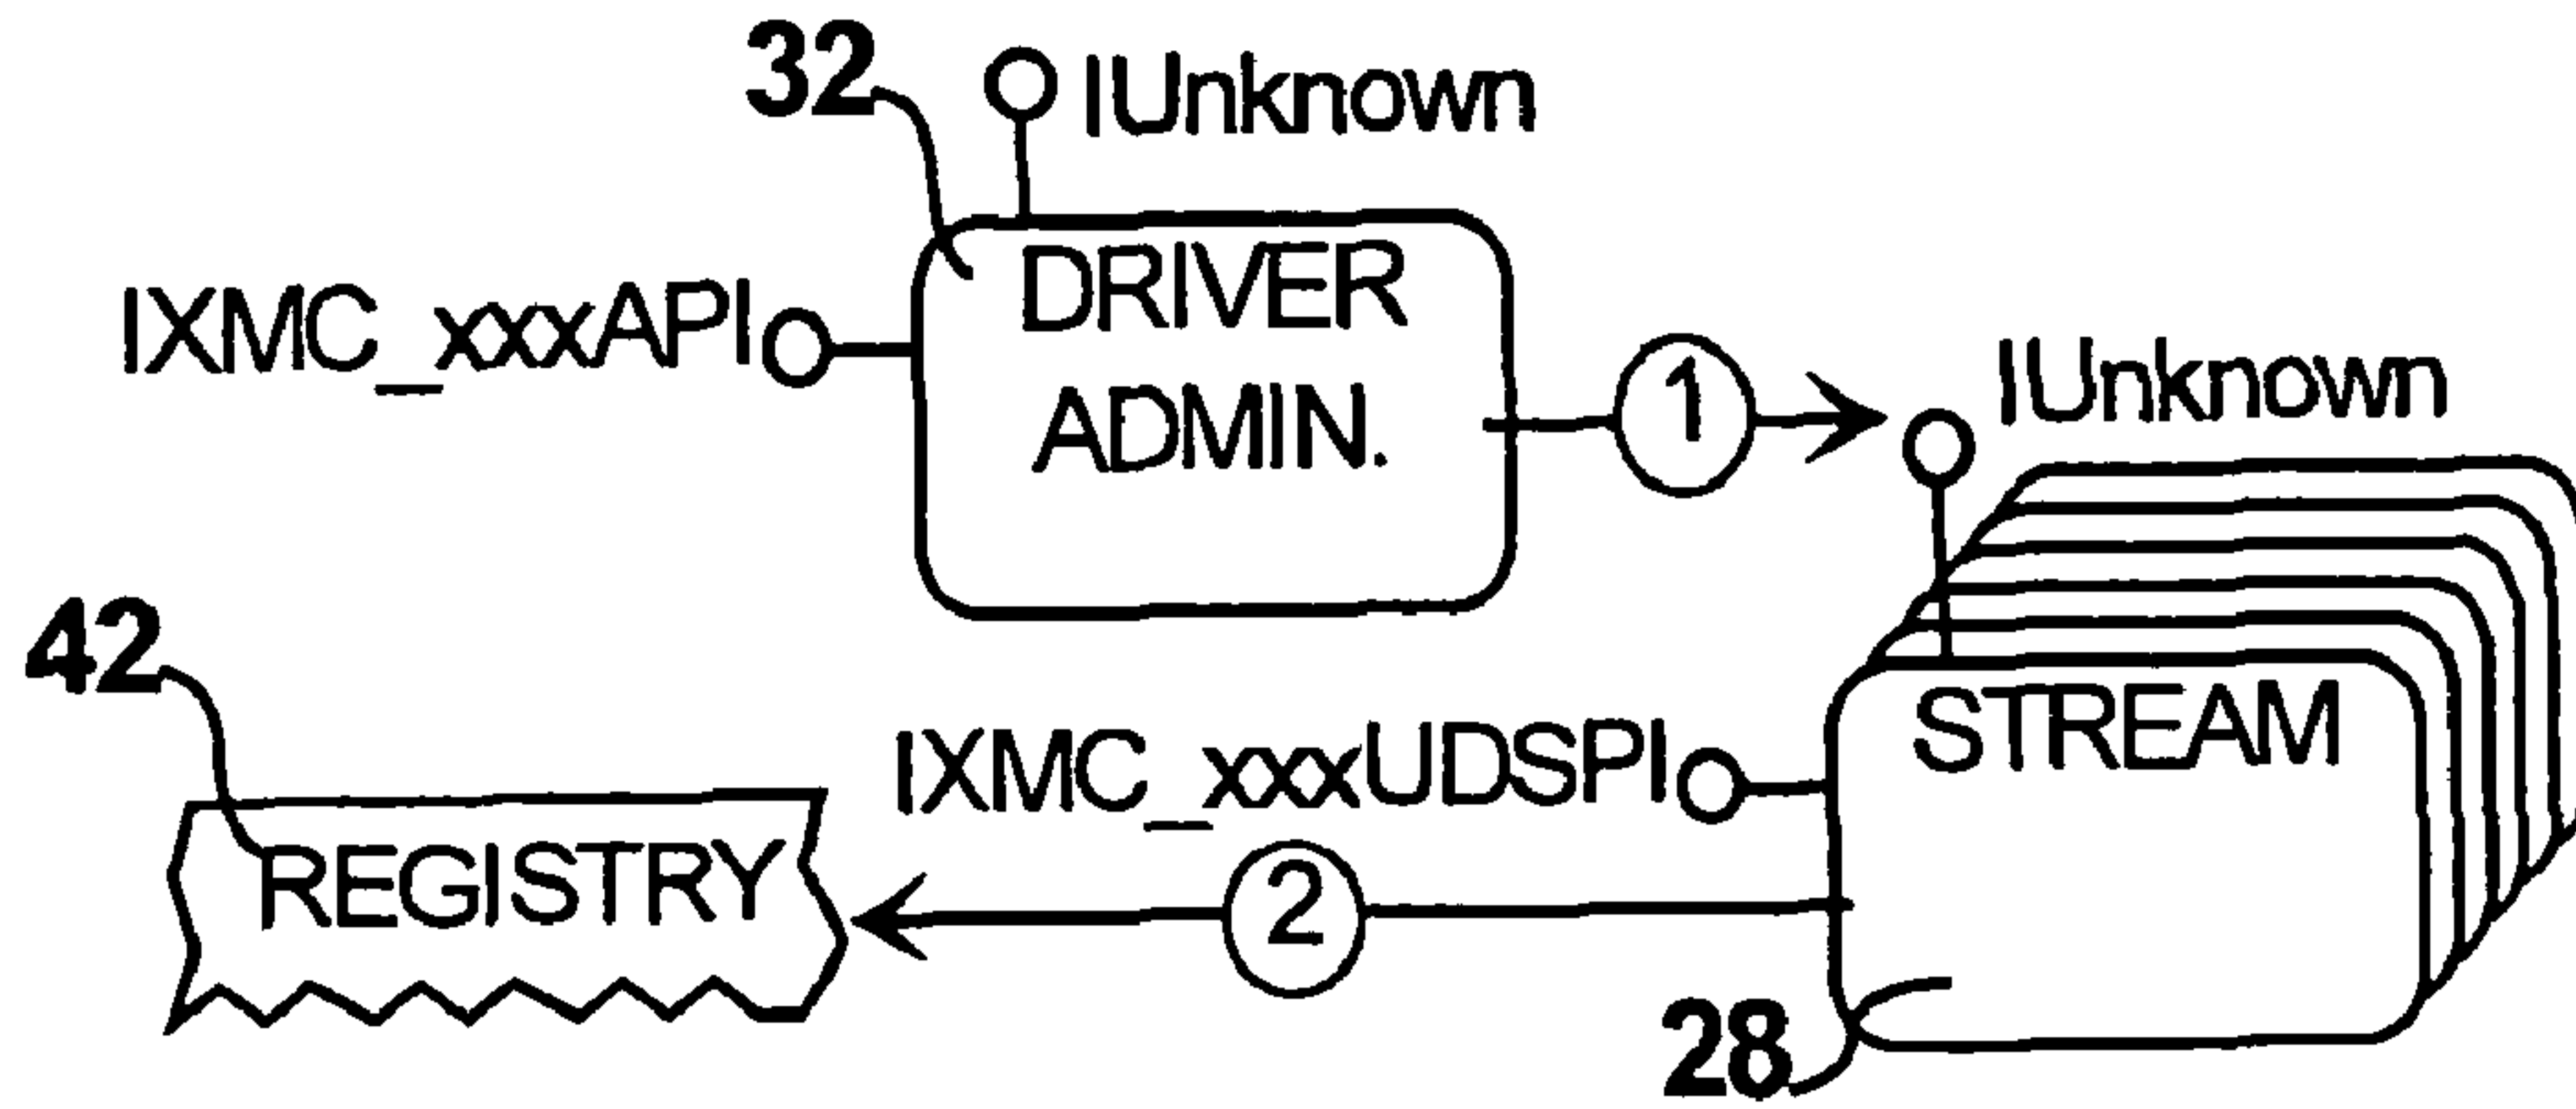 32
IUnknown
IXMC_xxxAPI
DRIVER
ADMIN.
1
IUnknown
42
REGISTRY
IXMC_xxxUDSPI
STREAM
2
28